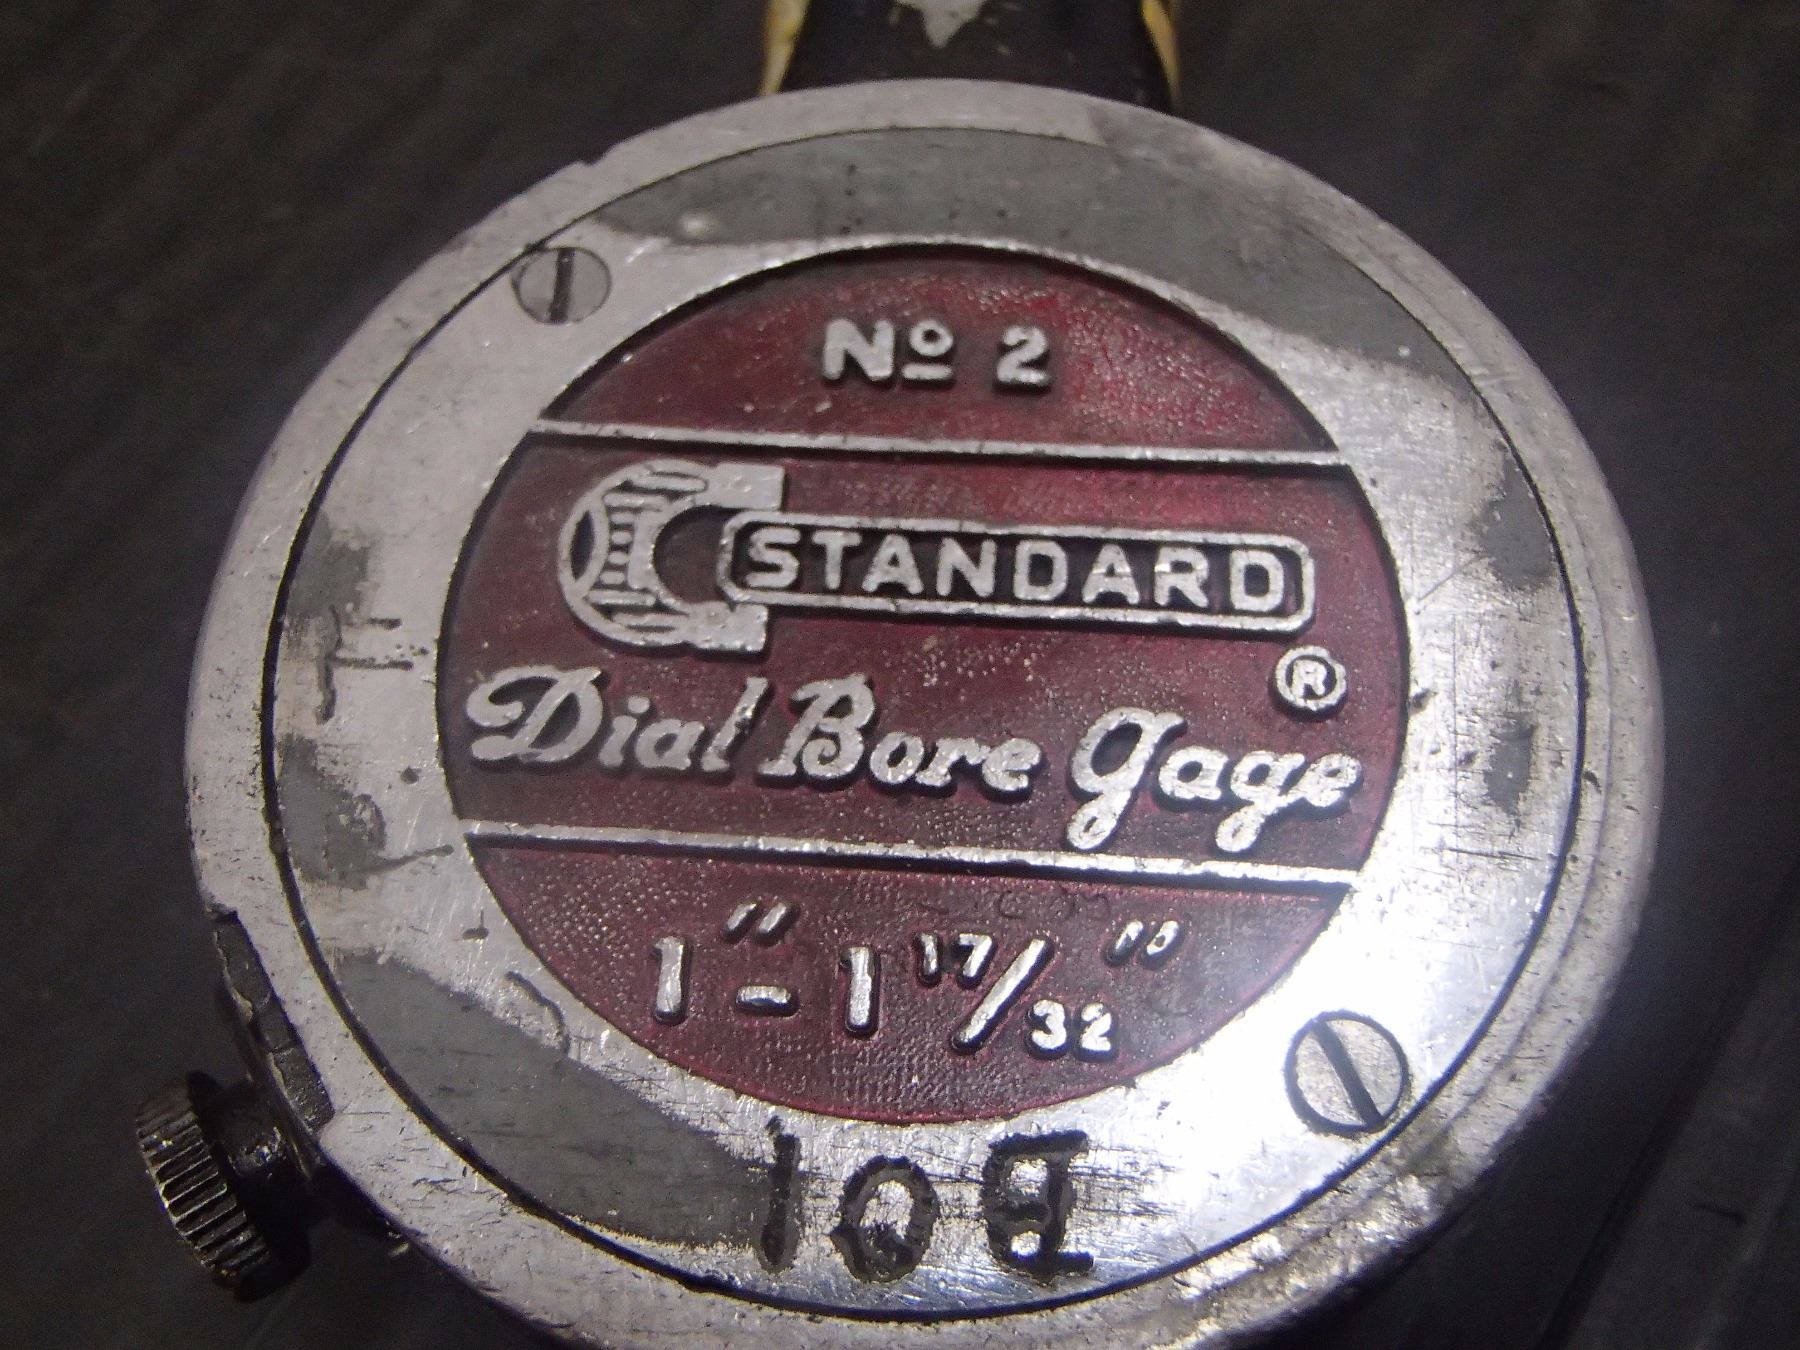 Nº 2
STANDARD
®
Dial Bore Gage
1" - 1 17/32"
B01